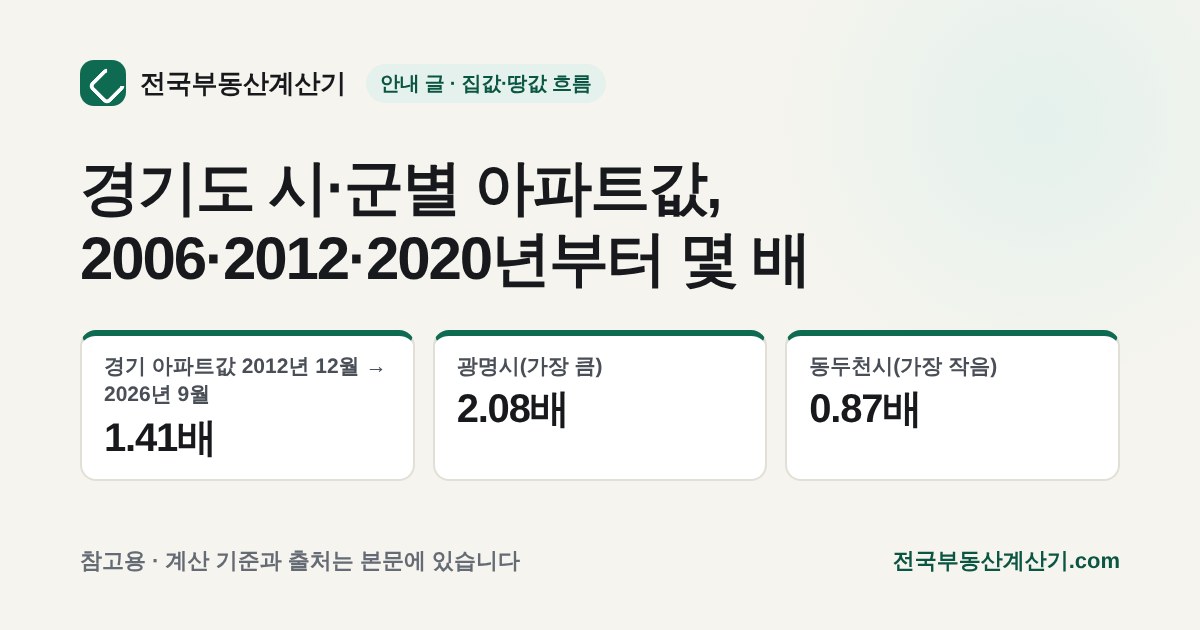 전국부동산계산기
안내 글 · 집값·땅값 흐름
경기도 시·군별 아파트값,
2006·2012·2020년부터 몇 배
경기 아파트값 2012년 12월 →
2026년 9월
1.41배
광명시(가장 큼)
2.08배
동두천시(가장 작음)
0.87배
참고용 · 계산 기준과 출처는 본문에 있습니다
전국부동산계산기.com